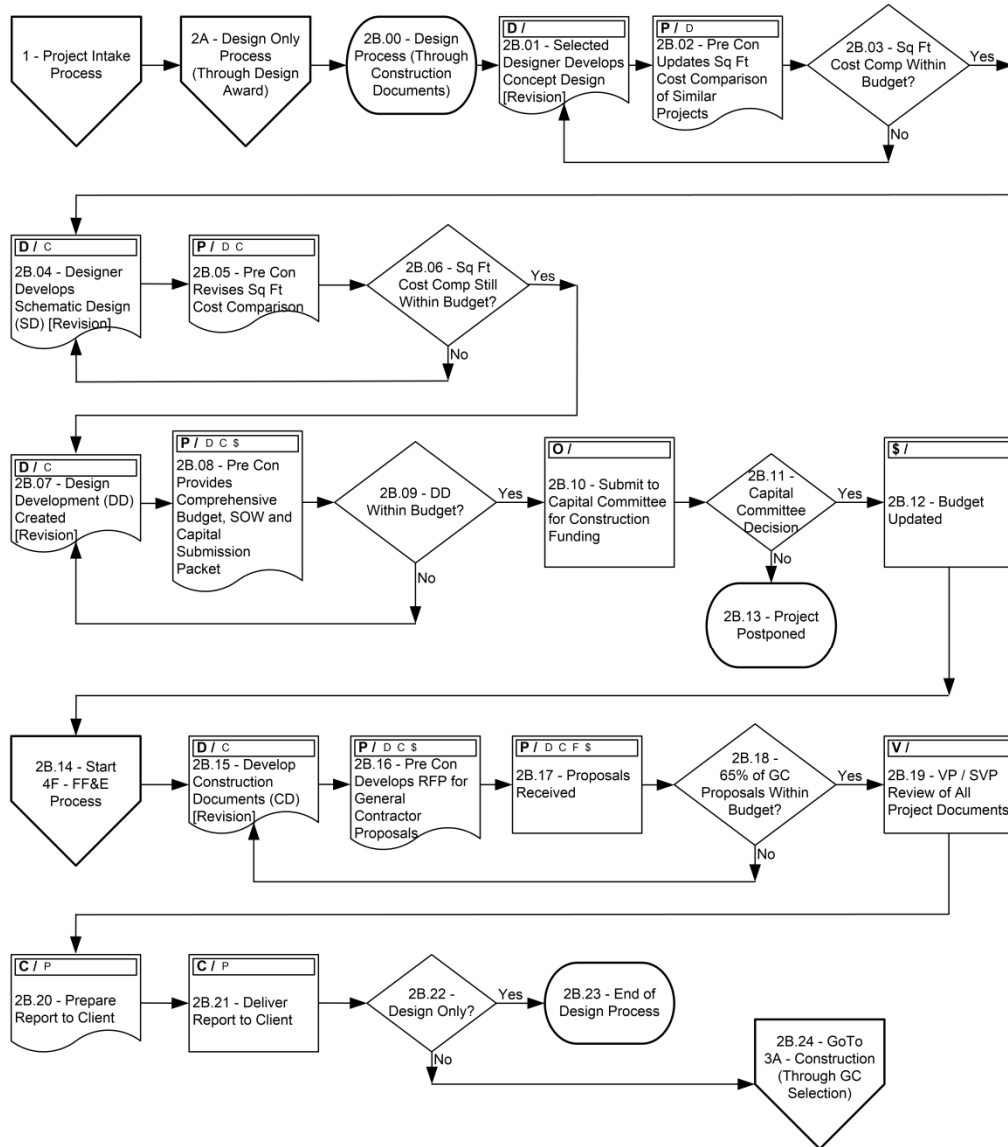 1 - Project Intake
Process
2A - Design Only
Process
(Through Design
Award)
2B.00 - Design
Process (Through
Construction
Documents)
D /
2B.01 - Selected
Designer Develops
Concept Design
[Revision]
P / D
2B.02 - Pre Con
Updates Sq Ft
Cost Comparison
of Similar
Projects
2B.03 - Sq Ft
Cost Comp Within
Budget?
Yes
No
D / C
2B.04 - Designer
Develops
Schematic Design
(SD) [Revision]
P / D C
2B.05 - Pre Con
Revises Sq Ft
Cost Comparison
2B.06 - Sq Ft
Cost Comp Still
Within Budget?
Yes
No
D / C
2B.07 - Design
Development (DD)
Created
[Revision]
P / D C $
2B.08 - Pre Con
Provides
Comprehensive
Budget, SOW and
Capital
Submission
Packet
2B.09 - DD
Within Budget?
Yes
No
O /
2B.10 - Submit to
Capital Committee
for Construction
Funding
2B.11 -
Capital
Committee
Decision
Yes
No
$ /
2B.12 - Budget
Updated
2B.13 - Project
Postponed
2B.14 - Start
4F - FF&E
Process
D / C
2B.15 - Develop
Construction
Documents (CD)
[Revision]
P / D C $
2B.16 - Pre Con
Develops RFP for
General
Contractor
Proposals
P / D C F $
2B.17 - Proposals
Received
2B.18 -
65% of GC
Proposals Within
Budget?
Yes
No
V /
2B.19 - VP / SVP
Review of All
Project Documents
C / P
2B.20 - Prepare
Report to Client
C / P
2B.21 - Deliver
Report to Client
2B.22 -
Design Only?
Yes
No
2B.23 - End of
Design Process
2B.24 - GoTo
3A - Construction
(Through GC
Selection)